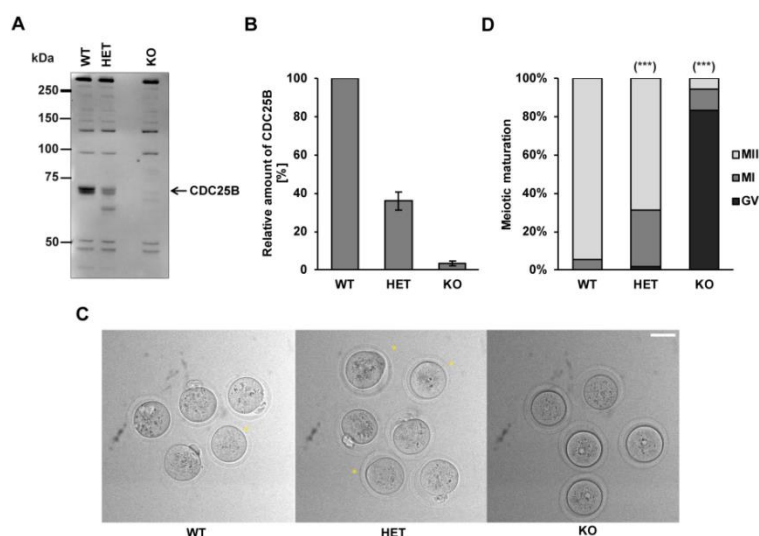 A
kDa
WT
HET
KO
250
150
100
75
50
← CDC25B
B
Relative amount of CDC25B
[%]
100
80
60
40
20
0
WT HET KO
D
(***) (***)
Meiotic maturation
100%
80%
60%
40%
20%
0%
WT HET KO
MII
MI
GV
C
WT HET KO